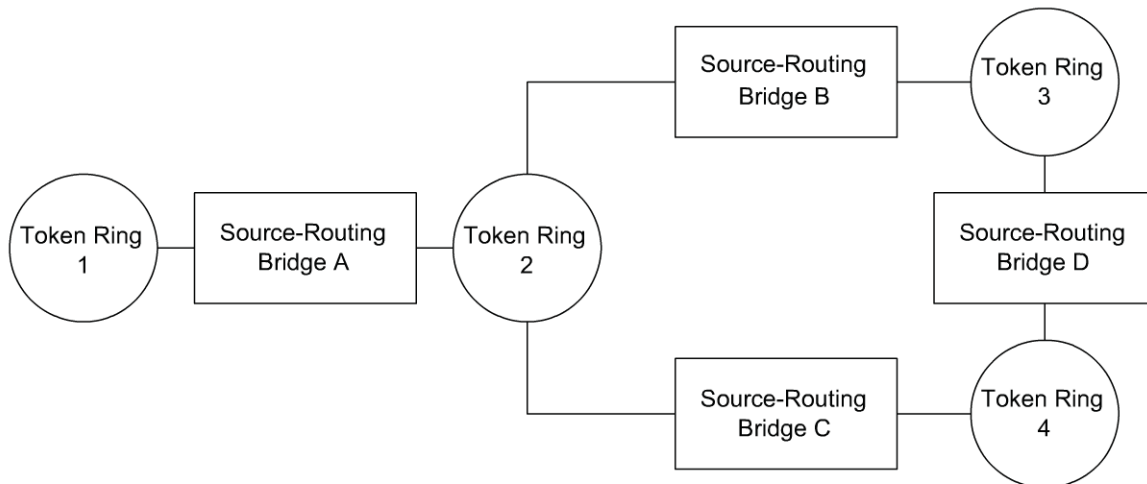 Source-Routing
Bridge B
Token Ring
3
Token Ring
1
Source-Routing
Bridge A
Token Ring
2
Source-Routing
Bridge D
Source-Routing
Bridge C
Token Ring
4